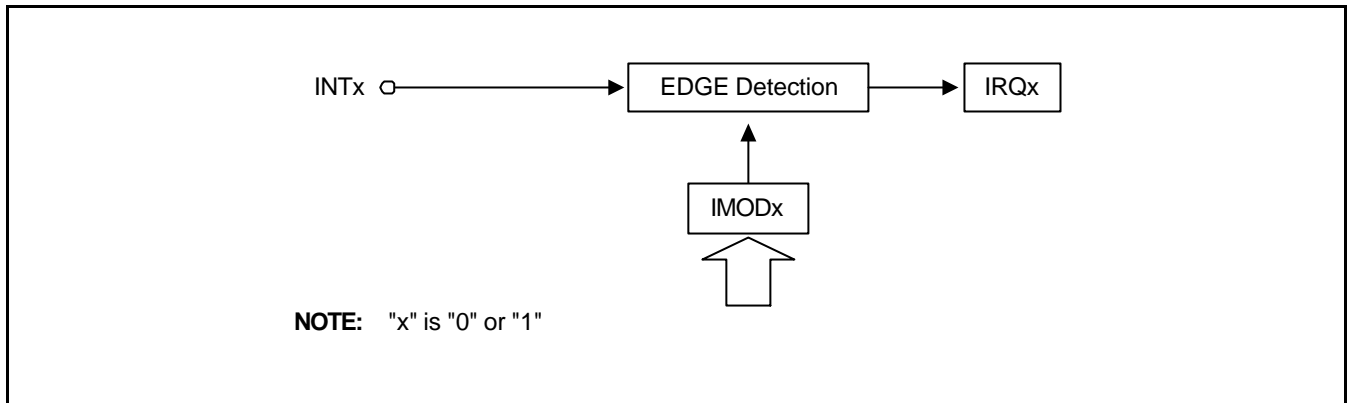 INTx EDGE Detection IRQx
IMODx
NOTE: "x" is "0" or "1"